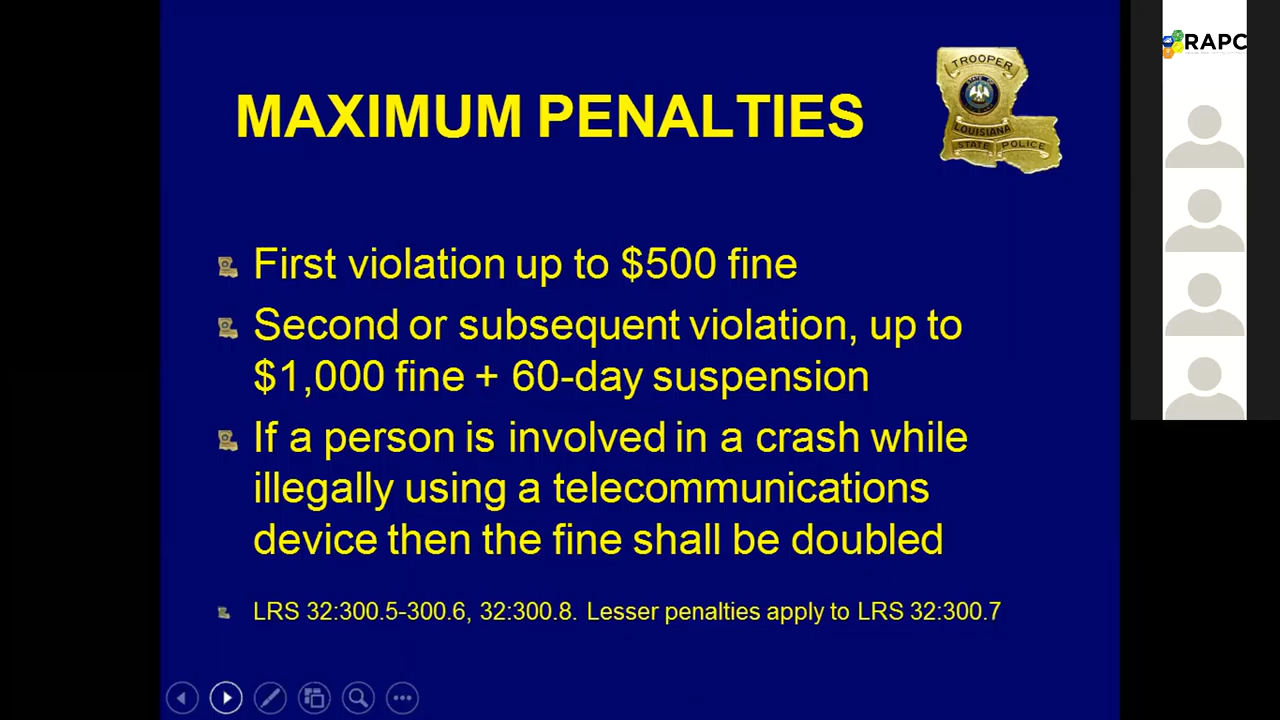 MAXIMUM PENALTIES
TROOPER
LOUISIANA
STATE POLICE
RAPC
First violation up to $500 fine
Second or subsequent violation, up to
$1,000 fine + 60-day suspension
If a person is involved in a crash while
illegally using a telecommunications
device then the fine shall be doubled
LRS 32:300.5-300.6, 32:300.8. Lesser penalties apply to LRS 32:300.7